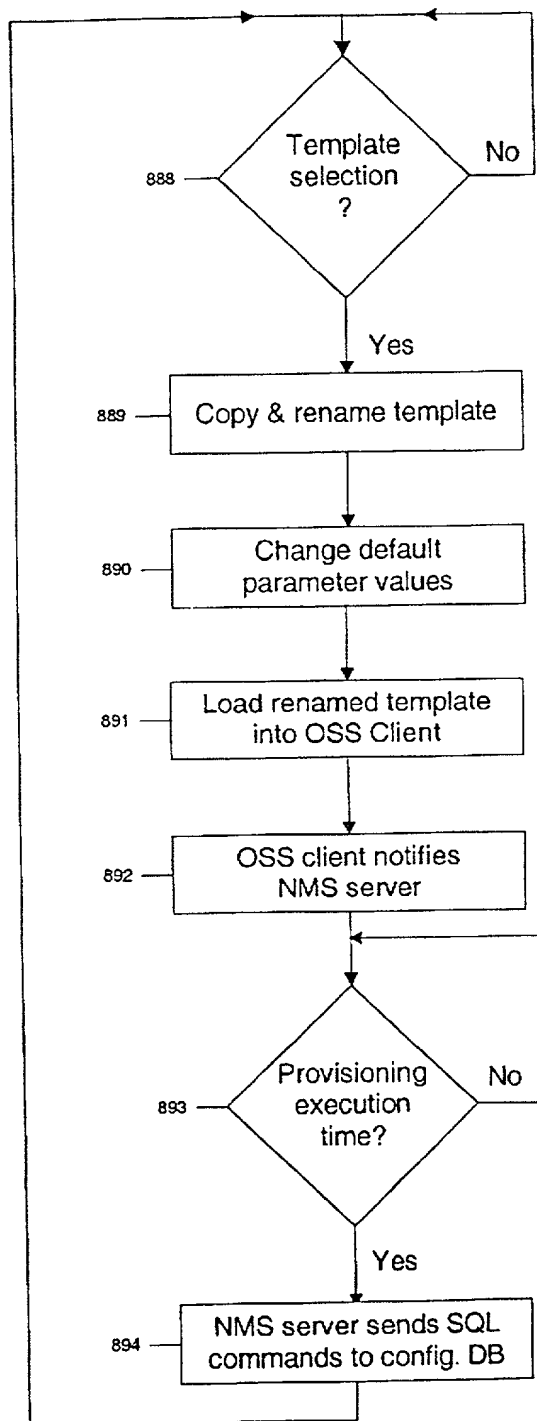 Template
selection
?
888
No
Yes
889
Copy & rename template
890
Change default
parameter values
891
Load renamed template
into OSS Client
892
OSS client notifies
NMS server
893
Provisioning
execution
time?
No
Yes
894
NMS server sends SQL
commands to config. DB